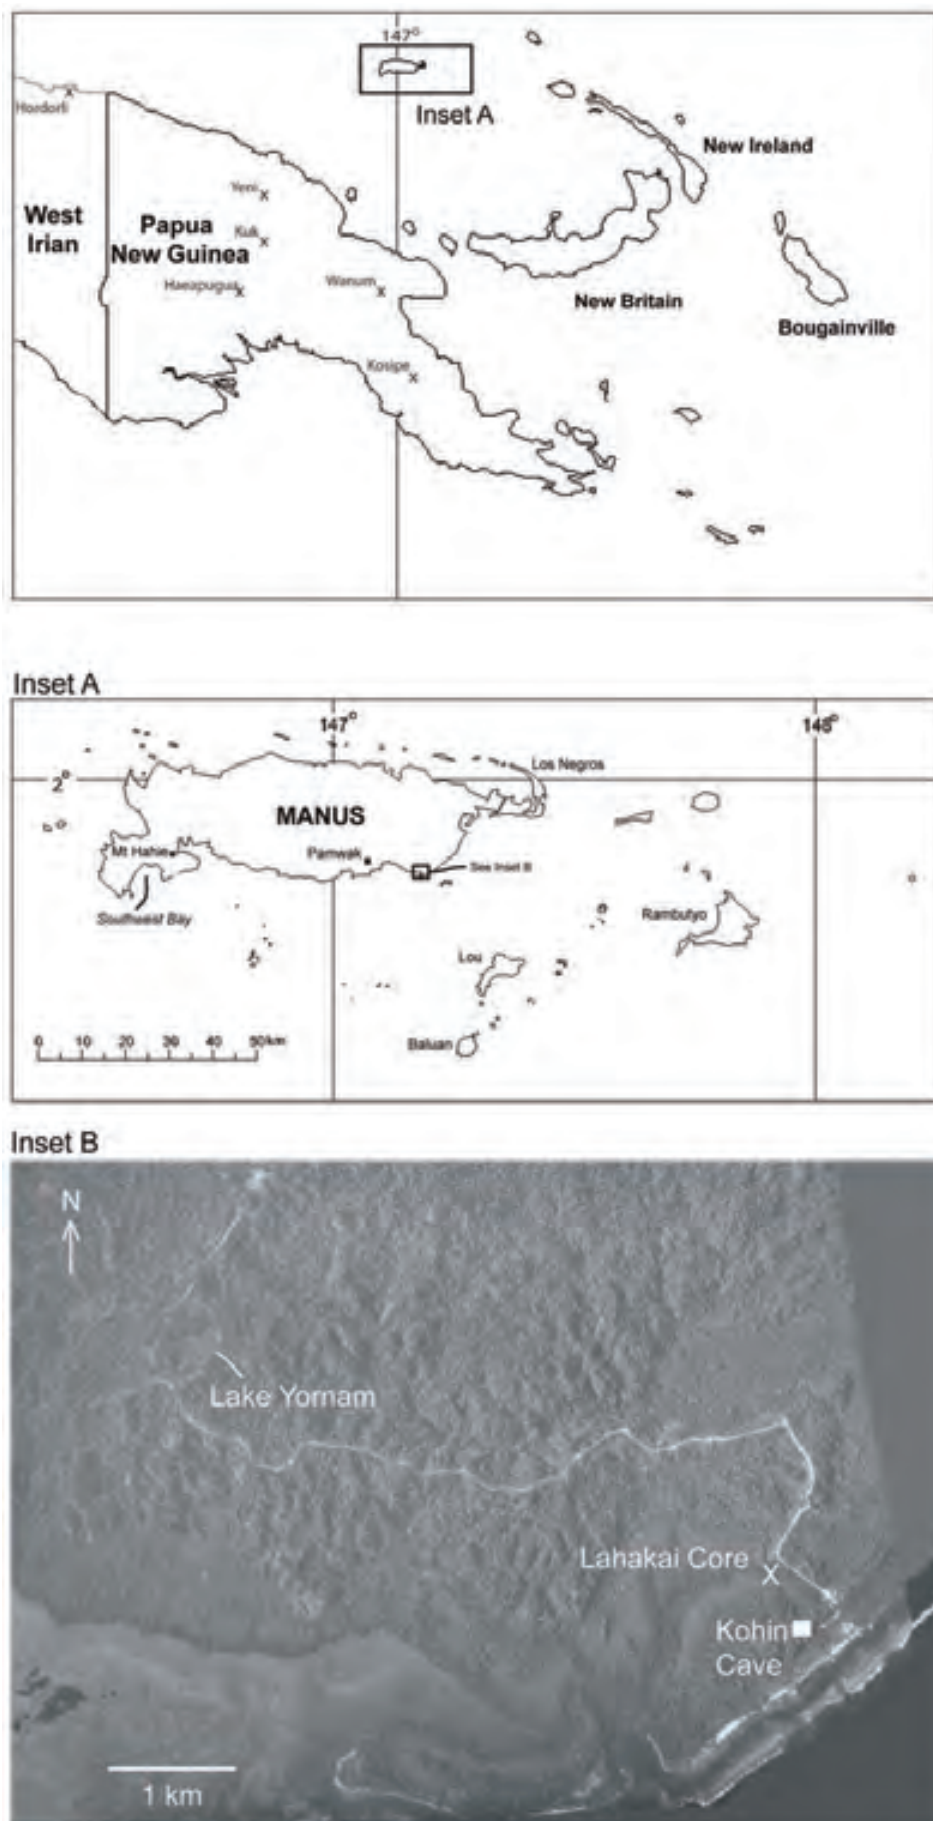 147°
Inset A
Hordorli
New Ireland
Yeni
West
Irian
Papua
New Guinea
Kuk
Haeapugua
Wanum
New Britain
Bougainville
Kosipe
Inset A
147°
148°
2°
Los Negros
MANUS
Mt Hahie
Pamwak
See Inset B
Southwest Bay
Rambutyo
Lou
Baluan
0 10 20 30 40 50km
Inset B
N
Lake Yornam
Lahakai Core
Kohin
Cave
1 km